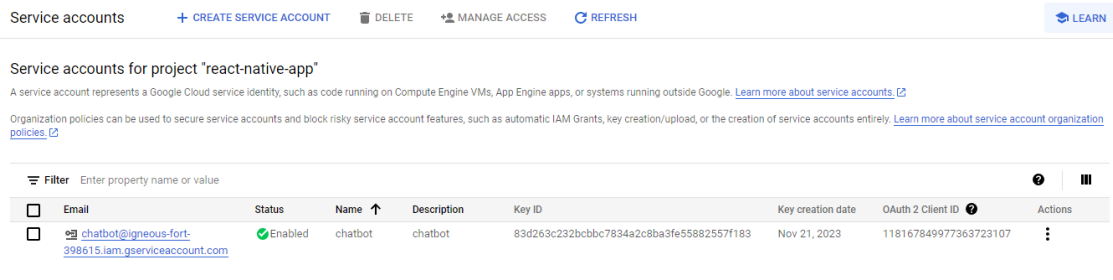 Service accounts
CREATE SERVICE ACCOUNT
DELETE
MANAGE ACCESS
REFRESH
LEARN
Service accounts for project "react-native-app"
A service account represents a Google Cloud service identity, such as code running on Compute Engine VMs, App Engine apps, or systems running outside Google. Learn more about service accounts.
Organization policies can be used to secure service accounts and block risky service account features, such as automatic IAM Grants, key creation/upload, or the creation of service accounts entirely. Learn more about service account organization
policies.
Filter Enter property name or value
Email Status Name Description Key ID Key creation date OAuth 2 Client ID Actions
chatbot@igneous-fort- Enabled chatbot chatbot 83d263c232bcbbc7834a2c8ba3fe55882557f183 Nov 21, 2023 118167849977363723107
398615.iam.gserviceaccount.com